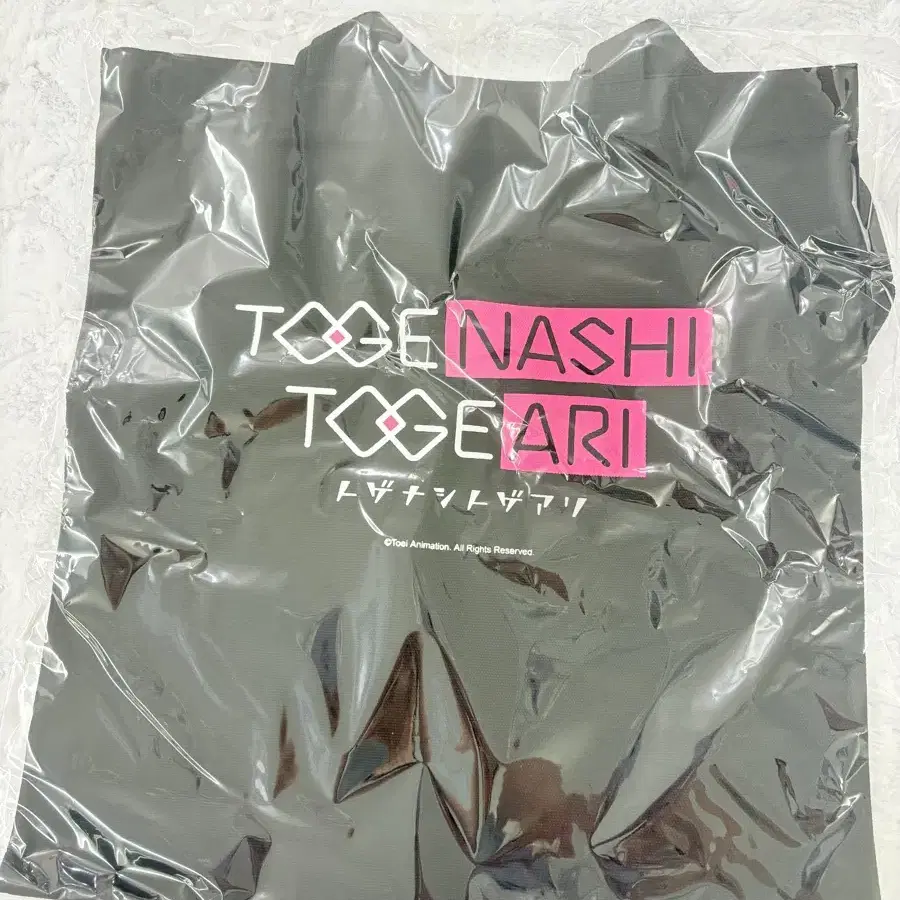 TOGENASHI
TOGEARI
トゲナシトゲアリ
©Toei Animation. All Rights Reserved.